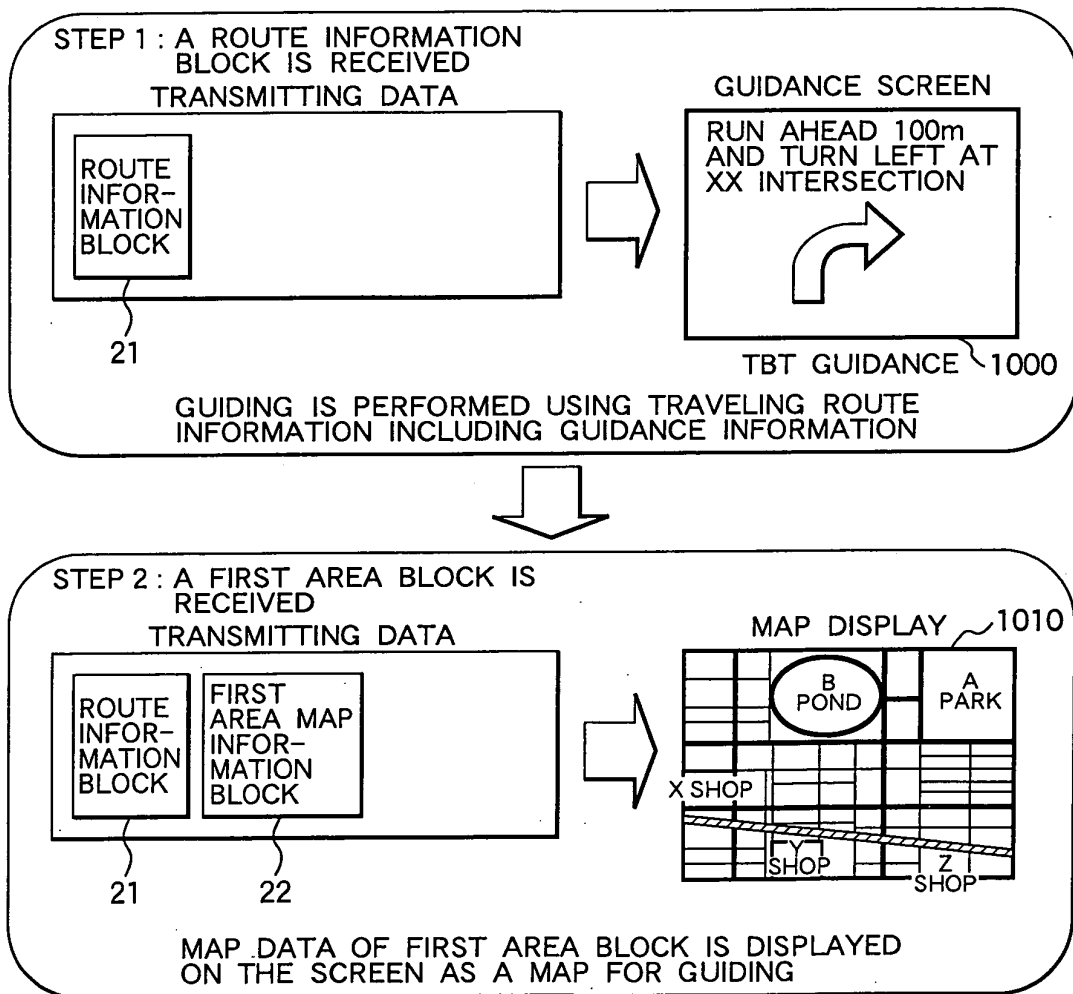 STEP 1 : A ROUTE INFORMATION
BLOCK IS RECEIVED
TRANSMITTING DATA
ROUTE
INFOR-
MATION
BLOCK
21
GUIDANCE SCREEN
RUN AHEAD 100m
AND TURN LEFT AT
XX INTERSECTION
TBT GUIDANCE
1000
GUIDING IS PERFORMED USING TRAVELING ROUTE
INFORMATION INCLUDING GUIDANCE INFORMATION
STEP 2 : A FIRST AREA BLOCK IS
RECEIVED
TRANSMITTING DATA
ROUTE
INFOR-
MATION
BLOCK
21
FIRST
AREA MAP
INFOR-
MATION
BLOCK
22
MAP DISPLAY
1010
B
POND
A
PARK
X SHOP
Y
SHOP
Z
SHOP
MAP DATA OF FIRST AREA BLOCK IS DISPLAYED
ON THE SCREEN AS A MAP FOR GUIDING